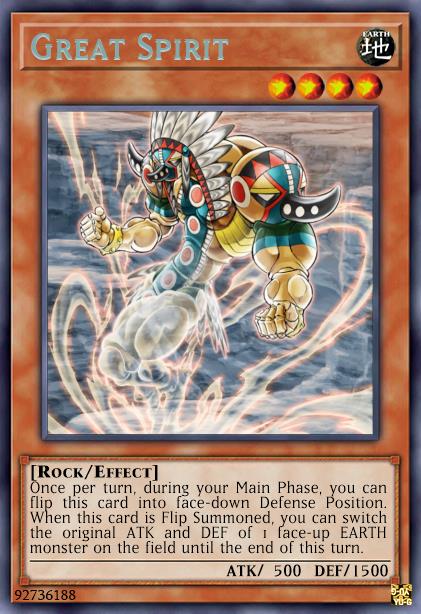 GREAT SPIRIT
EARTH
地
[ROCK/EFFECT]
Once per turn, during your Main Phase, you can
flip this card into face-down Defense Position.
When this card is Flip Summoned, you can switch
the original ATK and DEF of 1 face-up EARTH
monster on the field until the end of this turn.
ATK/ 500 DEF/1500
92736188